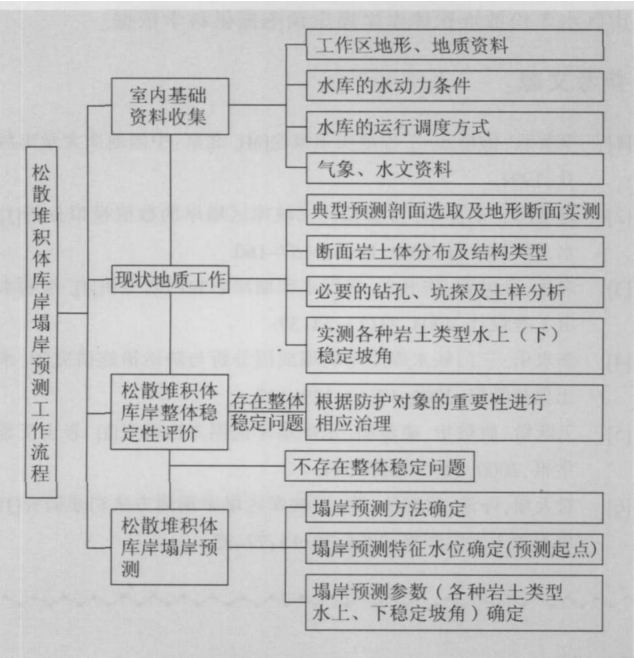 松散堆积体库岸塌岸预测工作流程
室内基础
资料收集
工作区地形、地质资料
水库的水动力条件
水库的运行调度方式
气象、水文资料
现状地质工作
典型预测剖面选取及地形断面实测
断面岩土体分布及结构类型
必要的钻孔、坑探及土样分析
实测各种岩土类型水上（下）
稳定坡角
松散堆积体
库岸整体稳
定性评价
存在整体
稳定问题
根据防护对象的重要性进行
相应治理
不存在整体稳定问题
松散堆积体
库岸塌岸预
测
塌岸预测方法确定
塌岸预测特征水位确定(预测起点)
塌岸预测参数（各种岩土类型
水上、下稳定坡角）确定